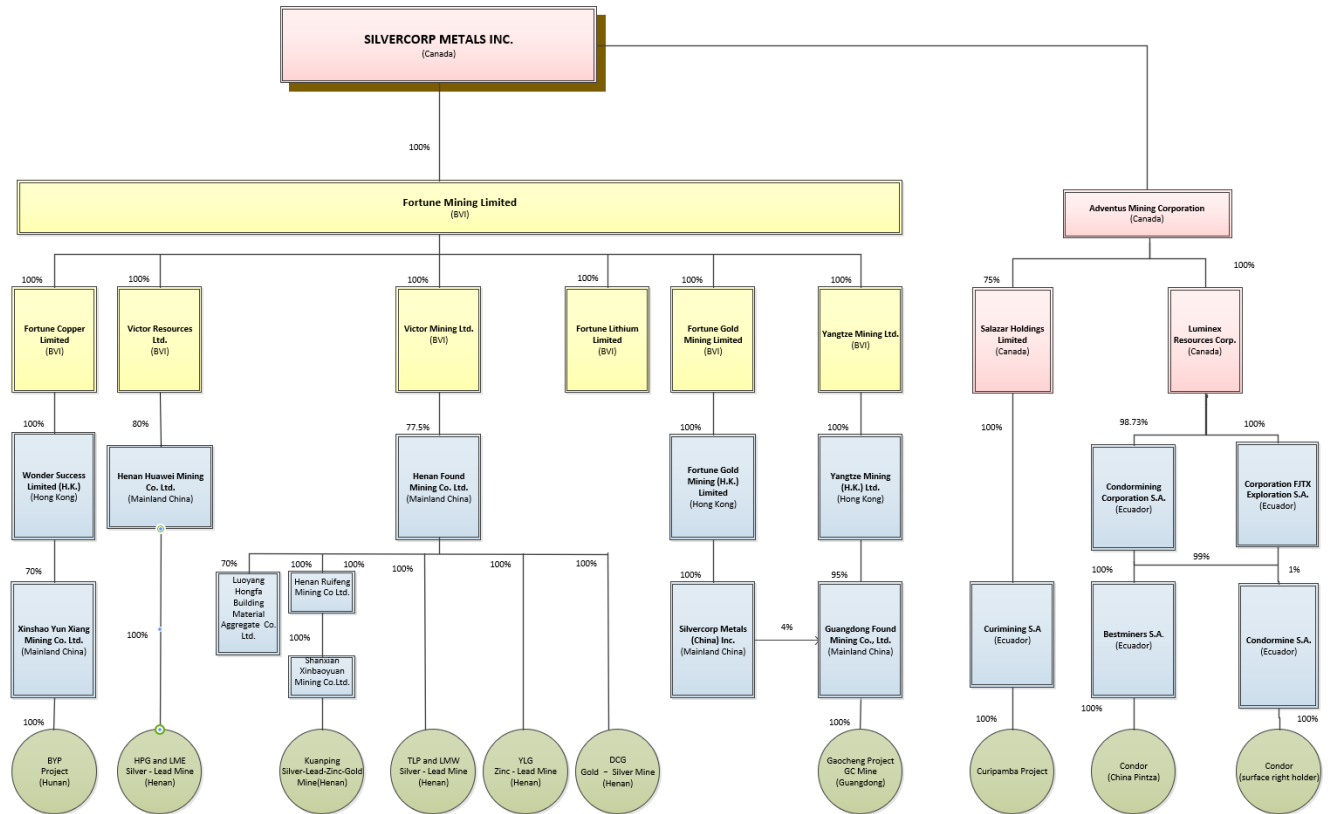 SILVERCORP METALS INC.
(Canada)
100%
Fortune Mining Limited
(BVI)
Adventus Mining Corporation
(Canada)
100%
100%
100%
100%
100%
100%
75%
100%
Fortune Copper
Limited
(BVI)
Victor Resources
Ltd.
(BVI)
Victor Mining Ltd.
(BVI)
Fortune Lithium
Limited
(BVI)
Fortune Gold
Mining Limited
(BVI)
Yangtze Mining Ltd.
(BVI)
Salazar Holdings
Limited
(Canada)
Luminex
Resources Corp.
(Canada)
100%
80%
77.5%
100%
100%
100%
98.73%
100%
Wonder Success
Limited (H.K.)
(Hong Kong)
Henan Huawei Mining
Co. Ltd.
(Mainland China)
Henan Found
Mining Co. Ltd.
(Mainland China)
Fortune Gold
Mining (H.K.)
Limited
(Hong Kong)
Yangtze Mining
(H.K.) Ltd.
(Hong Kong)
Condormining
Corporation S.A.
(Ecuador)
Corporation FJTX
Exploration S.A.
(Ecuador)
70%
70%
100%
100%
100%
100%
100%
100%
95%
99%
100%
1%
Xinshao Yun Xiang
Mining Co. Ltd.
(Mainland China)
100%
Luoyang
Hongfa
Building
Material
Aggregate Co.
Ltd.
Henan Ruifeng
Mining Co Ltd.
100%
Shanxian
Xinbaoyuan
Mining Co.Ltd.
Silvercorp Metals
(China) Inc.
(Mainland China)
4%
Guangdong Found
Mining Co., Ltd.
(Mainland China)
Curimining S.A
(Ecuador)
Bestminers S.A.
(Ecuador)
Condormine S.A.
(Ecuador)
100%
100%
100%
100%
100%
BYP
Project
(Hunan)
HPG and LME
Silver - Lead Mine
(Henan)
Kuanping
Silver-Lead-Zinc-Gold
Mine(Henan)
TLP and LMW
Silver - Lead Mine
(Henan)
YLG
Zinc - Lead Mine
(Henan)
DCG
Gold – Silver Mine
(Henan)
Gaocheng Project
GC Mine
(Guangdong)
Curipamba Project
Condor
(China Pintza)
Condor
(surface right holder)